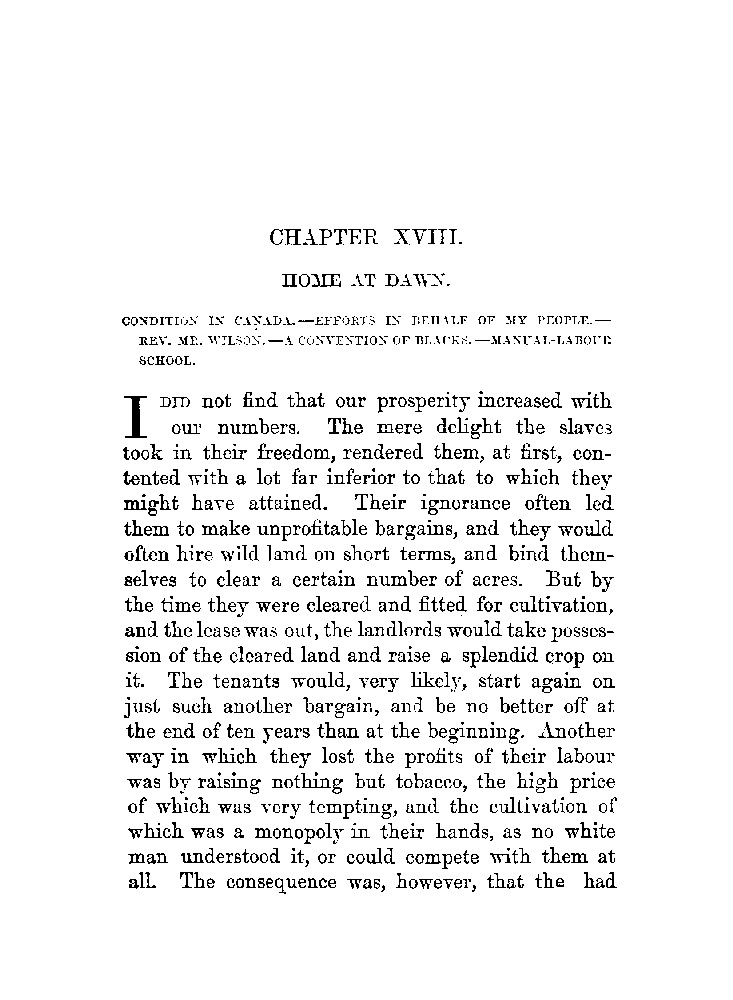 CHAPTER XVIII.
HOME AT DAWN.
CONDITION IN CANADA.—EFFORTS IN BEHALF OF MY PEOPLE.—
REV. MR. WILSON.—A CONVENTION OF BLACKS.—MANUAL-LABOUR
SCHOOL.
I DID not find that our prosperity increased with
our numbers. The mere delight the slaves
took in their freedom, rendered them, at first, con-
tented with a lot far inferior to that to which they
might have attained. Their ignorance often led
them to make unprofitable bargains, and they would
often hire wild land on short terms, and bind them-
selves to clear a certain number of acres. But by
the time they were cleared and fitted for cultivation,
and the lease was out, the landlords would take posses-
sion of the cleared land and raise a splendid crop on
it. The tenants would, very likely, start again on
just such another bargain, and be no better off at
the end of ten years than at the beginning. Another
way in which they lost the profits of their labour
was by raising nothing but tobacco, the high price
of which was very tempting, and the cultivation of
which was a monopoly in their hands, as no white
man understood it, or could compete with them at
all. The consequence was, however, that the had